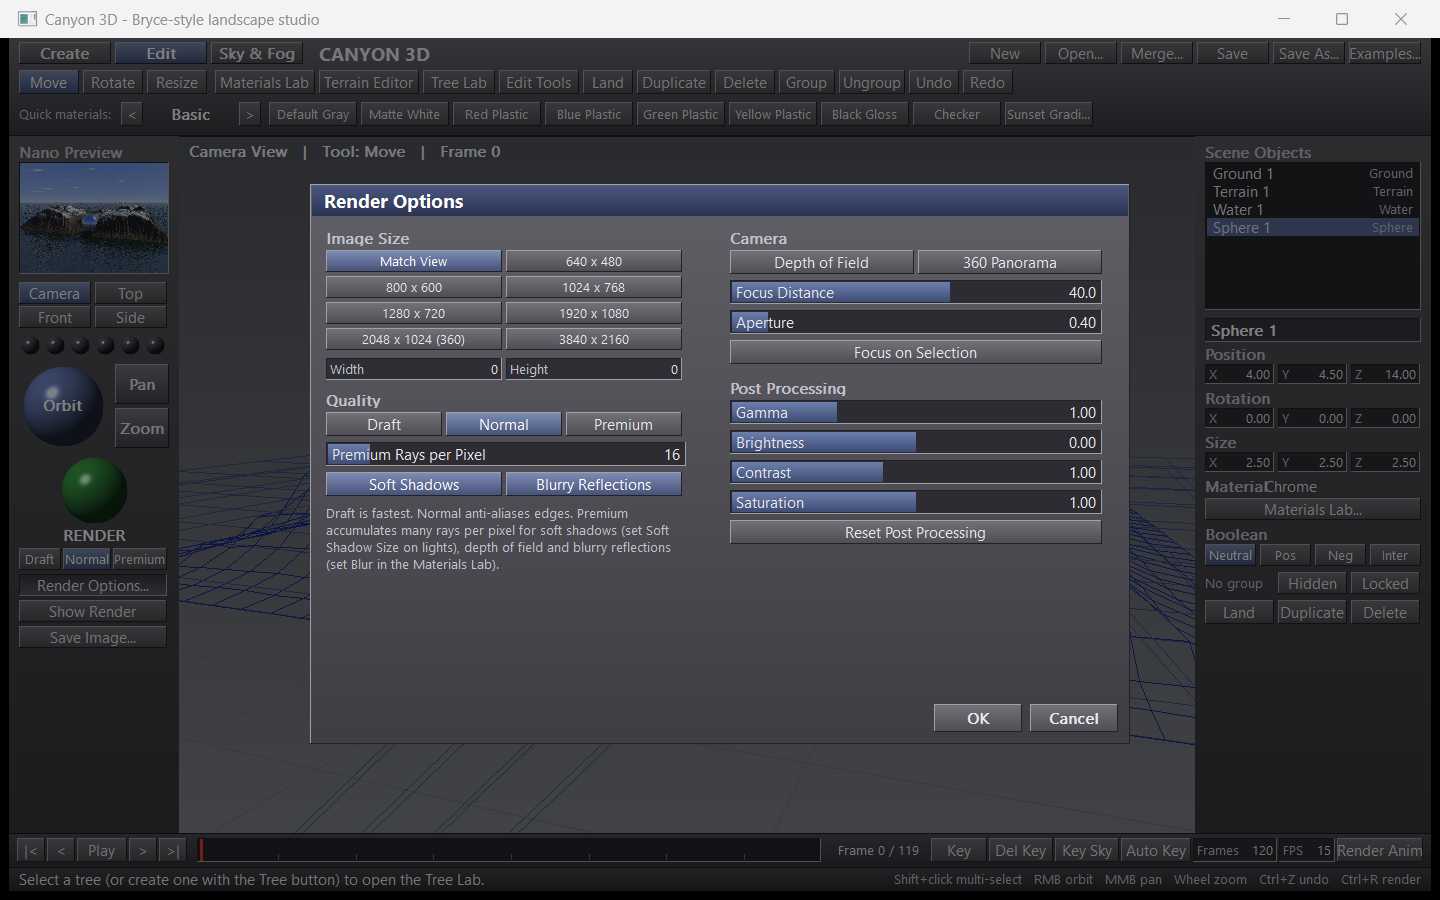 Canyon 3D - Bryce-style landscape studio
Create Edit Sky & Fog CANYON 3D New Open... Merge... Save Save As... Examples...
Move Rotate Resize Materials Lab Terrain Editor Tree Lab Edit Tools Land Duplicate Delete Group Ungroup Undo Redo
Quick materials: < Basic > Default Gray Matte White Red Plastic Blue Plastic Green Plastic Yellow Plastic Black Gloss Checker Sunset Gradi...
Nano Preview
Camera Top
Front Side
Orbit
Pan
Zoom
RENDER
Draft Normal Premium
Render Options...
Show Render
Save Image...
Camera View | Tool: Move | Frame 0
Render Options
Image Size
Match View 640 x 480
800 x 600 1024 x 768
1280 x 720 1920 x 1080
2048 x 1024 (360) 3840 x 2160
Width 0 Height 0
Quality
Draft Normal Premium
Premium Rays per Pixel 16
Soft Shadows Blurry Reflections
Draft is fastest. Normal anti-aliases edges. Premium
accumulates many rays per pixel for soft shadows (set Soft
Shadow Size on lights), depth of field and blurry reflections
(set Blur in the Materials Lab).
Camera
Depth of Field 360 Panorama
Focus Distance 40.0
Aperture 0.40
Focus on Selection
Post Processing
Gamma 1.00
Brightness 0.00
Contrast 1.00
Saturation 1.00
Reset Post Processing
OK Cancel
Scene Objects
Ground 1 Ground
Terrain 1 Terrain
Water 1 Water
Sphere 1 Sphere
Sphere 1
Position
X 4.00 Y 4.50 Z 14.00
Rotation
X 0.00 Y 0.00 Z 0.00
Size
X 2.50 Y 2.50 Z 2.50
Material Chrome
Materials Lab...
Boolean
Neutral Pos Neg Inter
No group Hidden Locked
Land Duplicate Delete
|< < Play > >| Frame 0 / 119 Key Del Key Key Sky Auto Key Frames 120 FPS 15 Render Anim
Select a tree (or create one with the Tree button) to open the Tree Lab. Shift+click multi-select RMB orbit MMB pan Wheel zoom Ctrl+Z undo Ctrl+R render